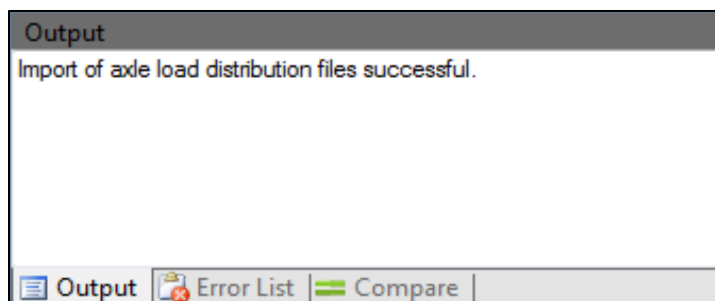 Output
Import of axle load distribution files successful.
Output Error List Compare